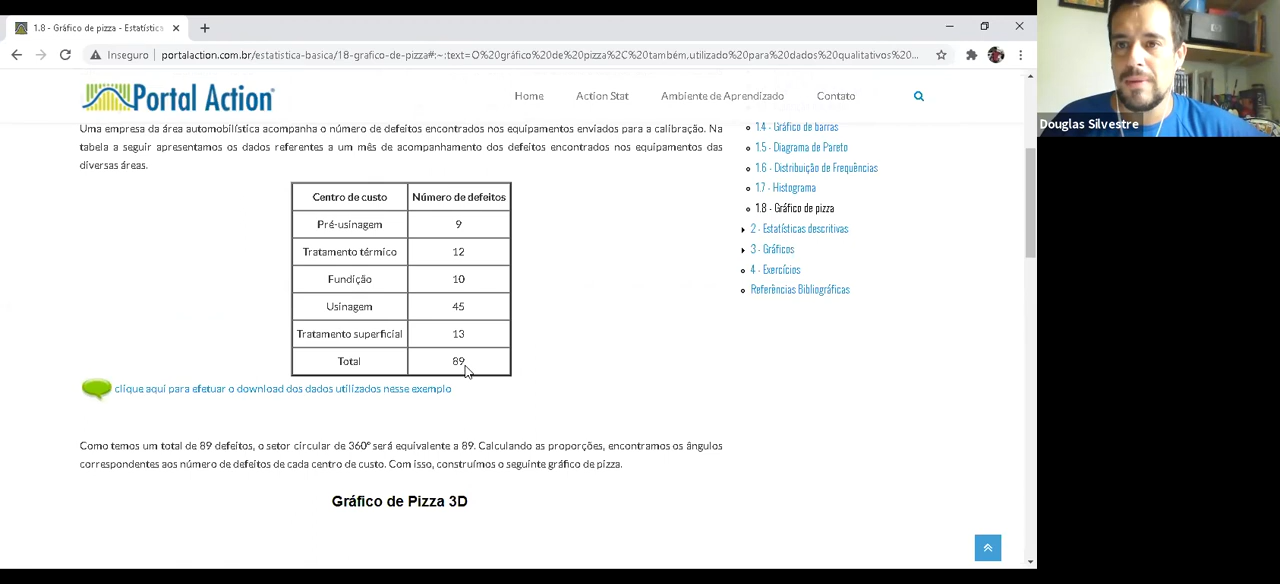 1.8 - Gráfico de pizza - Estatístic
Inseguro portalaction.com.br/estatistica-basica/18-grafico-de-pizza#:~:text=O%20gráfico%20de%20pizza%2C%20também,utilizado%20para%20dados%20qualitativos%20...
Portal Action
Home Action Stat Ambiente de Aprendizado Contato
Uma empresa da área automobilística acompanha o número de defeitos encontrados nos equipamentos enviados para a calibração. Na
tabela a seguir apresentamos os dados referentes a um mês de acompanhamento dos defeitos encontrados nos equipamentos das
diversas áreas.
Centro de custo Número de defeitos
Pré-usinagem 9
Tratamento térmico 12
Fundição 10
Usinagem 45
Tratamento superficial 13
Total 89
clique aqui para efetuar o download dos dados utilizados nesse exemplo
Como temos um total de 89 defeitos, o setor circular de 360º será equivalente a 89. Calculando as proporções, encontramos os ângulos
correspondentes aos número de defeitos de cada centro de custo. Com isso, construímos o seguinte gráfico de pizza.
Gráfico de Pizza 3D
1.4 - Gráfico de barras
1.5 - Diagrama de Pareto
1.6 - Distribuição de Frequências
1.7 - Histograma
1.8 - Gráfico de pizza
2 - Estatísticas descritivas
3 - Gráficos
4 - Exercícios
Referências Bibliográficas
Douglas Silvestre